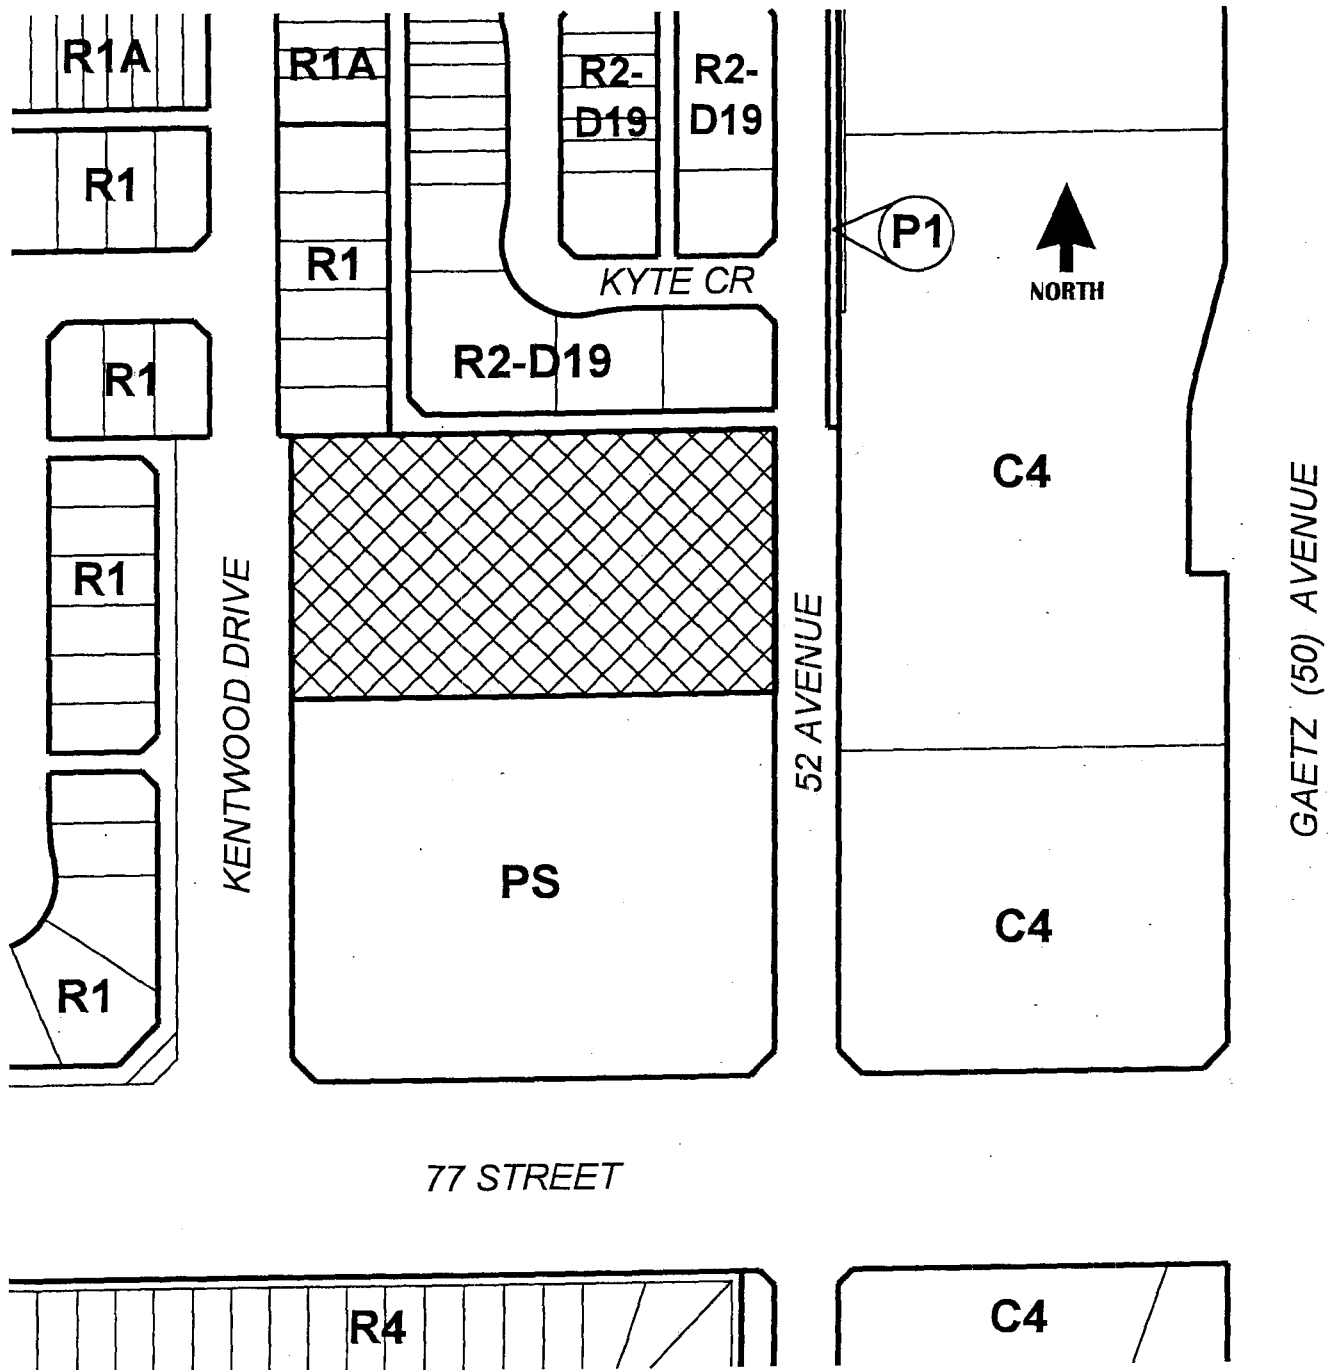 R1A
R1A
R2-
D19
R2-
D19
R1
P1
R1
KYTE CR
NORTH
R2-D19
R1
C4
R1
KENTWOOD DRIVE
52 AVENUE
GAETZ (50) AVENUE
PS
C4
R1
77 STREET
R4
C4